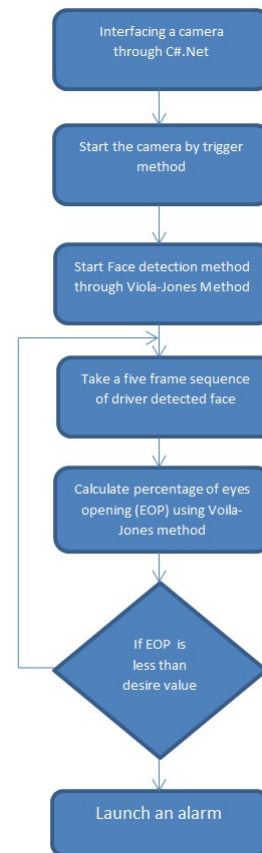 Interfacing a camera
through C#.Net
Start the camera by trigger
method
Start Face detection method
through Viola-Jones Method
Take a five frame sequence
of driver detected face
Calculate percentage of eyes
opening (EOP) using Voila-
Jones method
If EOP is
less than
desire value
Launch an alarm